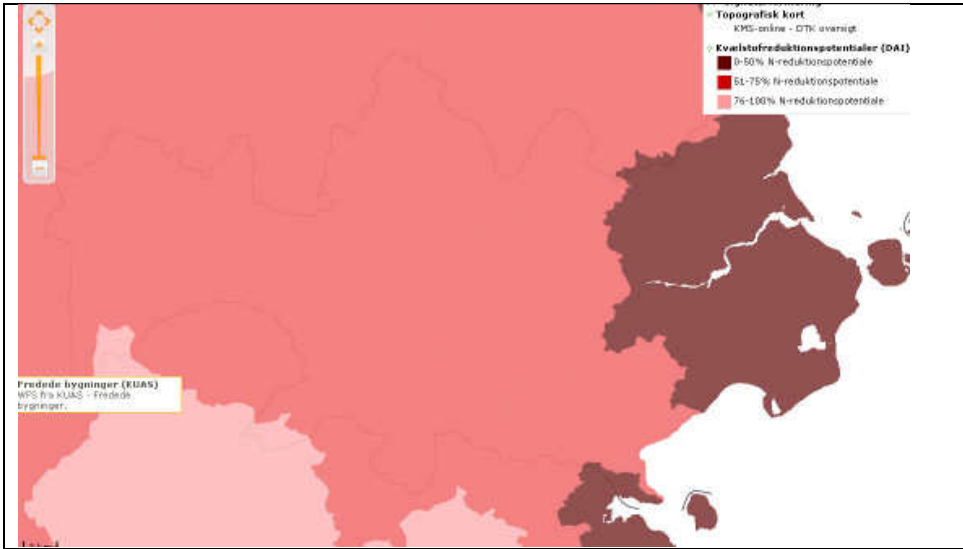 Topografisk kort
KMS-online - DTK oversigt
Kvælstofreduktionspotentialer (DAI)
0-50% N-reduktionspotentiale
51-75% N-reduktionspotentiale
76-100% N-reduktionspotentiale
Fredede bygninger (KUAS)
WFS fra KUAS - Fredede
bygninger.